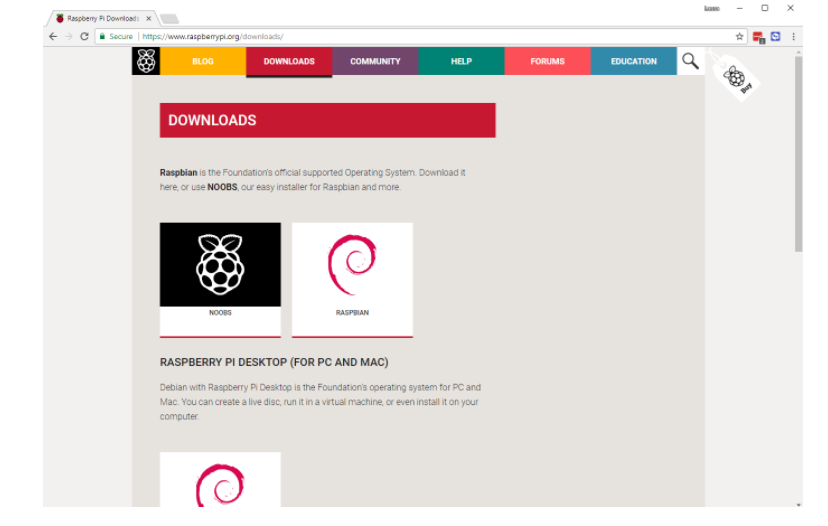 Raspberry Pi Downloads
Secure https://www.raspberrypi.org/downloads/
BLOG DOWNLOADS COMMUNITY HELP FORUMS EDUCATION
Buy
DOWNLOADS
Raspbian is the Foundation's official supported Operating System. Download it
here, or use NOOBS, our easy installer for Raspbian and more.
NOOBS RASPBIAN
RASPBERRY PI DESKTOP (FOR PC AND MAC)
Debian with Raspberry Pi Desktop is the Foundation's operating system for PC and
Mac. You can create a live disc, run it in a virtual machine, or even install it on your
computer.